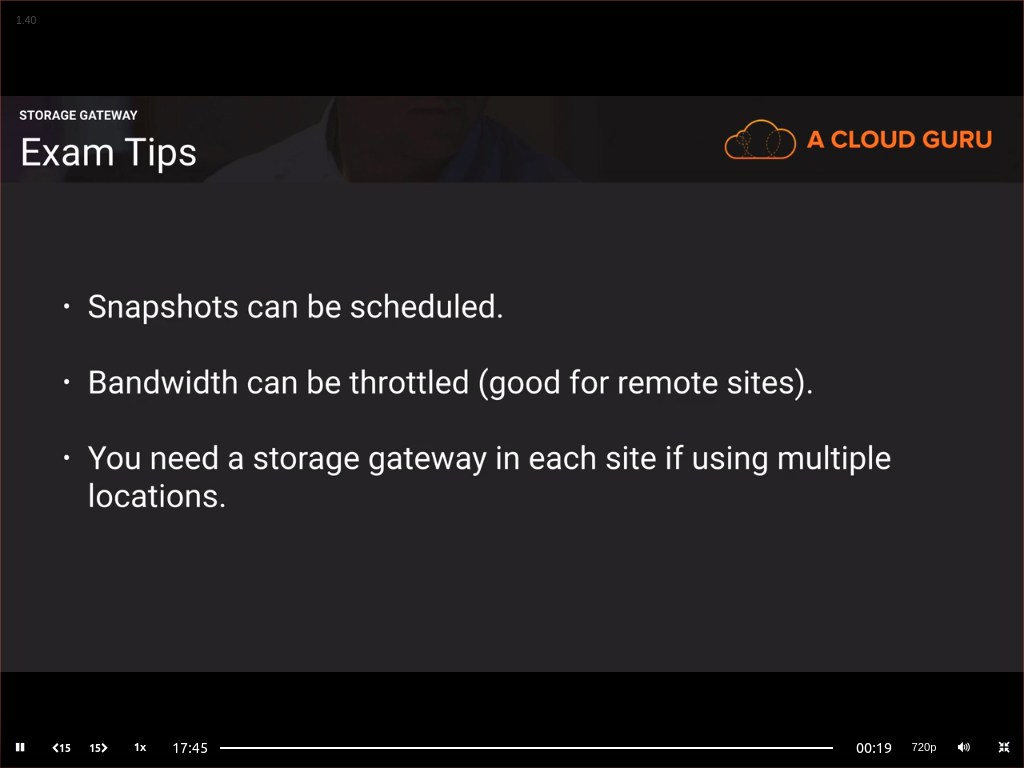 1.40
STORAGE GATEWAY
Exam Tips
A CLOUD GURU
• Snapshots can be scheduled.
• Bandwidth can be throttled (good for remote sites).
• You need a storage gateway in each site if using multiple
locations.
15 15 1x 17:45 00:19 720p